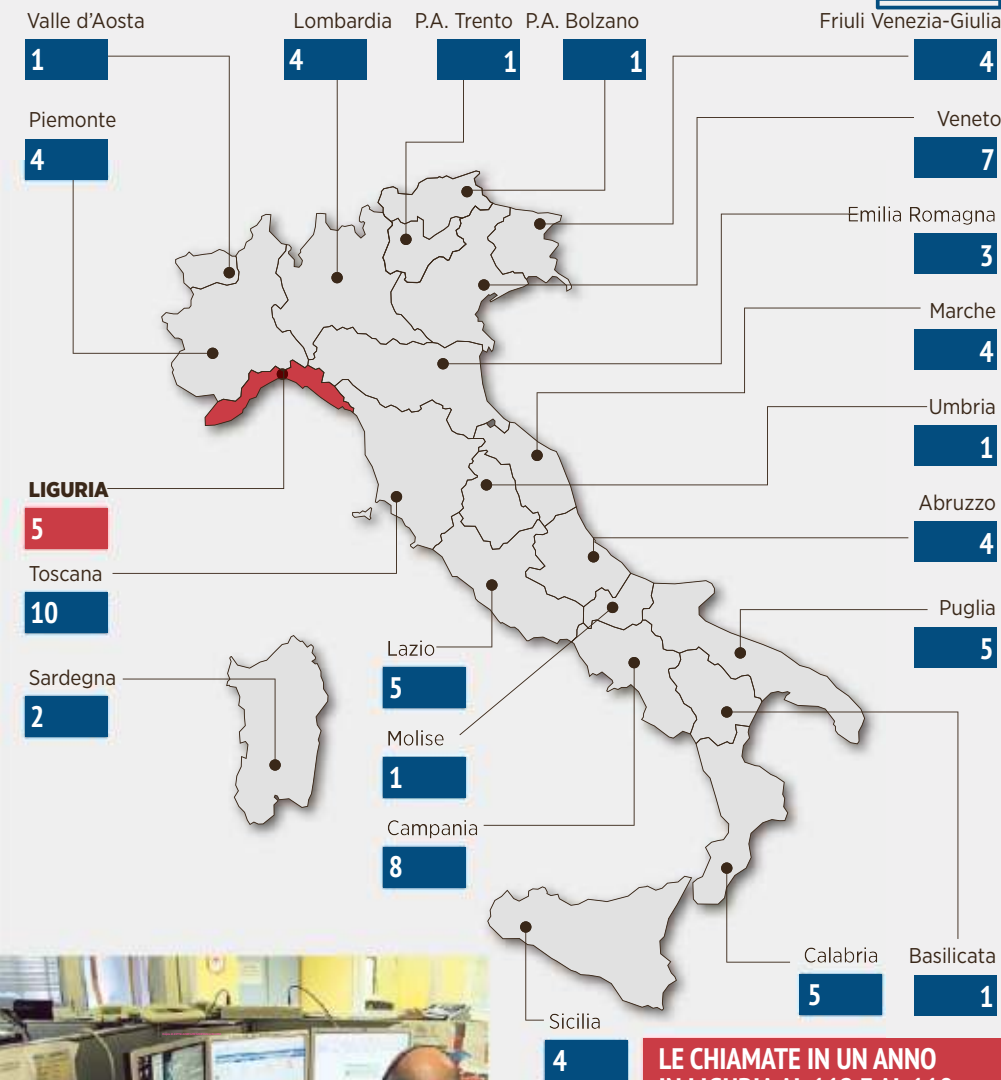 Valle d'Aosta
1
Lombardia
4
P.A. Trento
1
P.A. Bolzano
1
Friuli Venezia-Giulia
4
Piemonte
4
Veneto
7
Emilia Romagna
3
Marche
4
Umbria
1
Abruzzo
4
Puglia
5
LIGURIA
5
Toscana
10
Sardegna
2
Lazio
5
Molise
1
Campania
8
Calabria
5
Basilicata
1
Sicilia
4
LE CHIAMATE IN UN ANNO